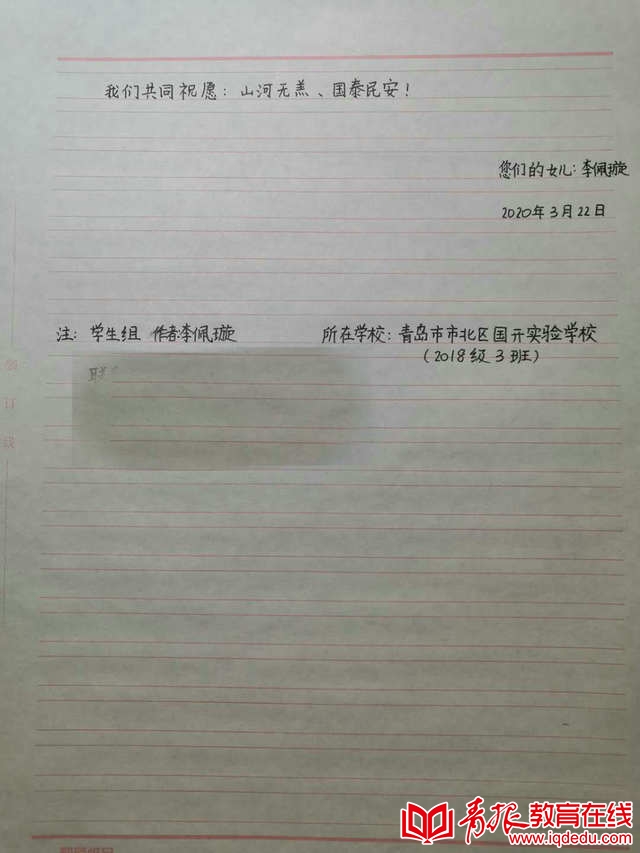 我们共同祝愿：山河无恙、国泰民安！
您们的女儿：李佩璇
2020年3月22日
注：学生组 作者：李佩璇 所在学校：青岛市市北区国开实验学校
（2018级3班）
联
订
线
青报教育在线
www.iqdedu.com